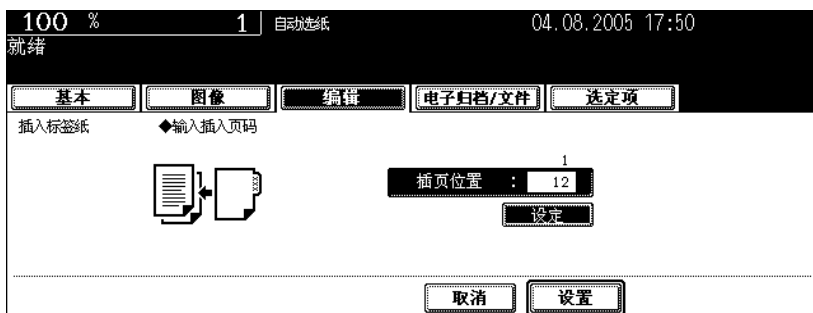 100 % 1 自动选纸 04.08.2005 17:50
就绪
基本 图像 编辑 电子归档/文件 选定项
插入标签纸 ◆输入插入页码
1
插页位置 : 12
设定
取消 设置